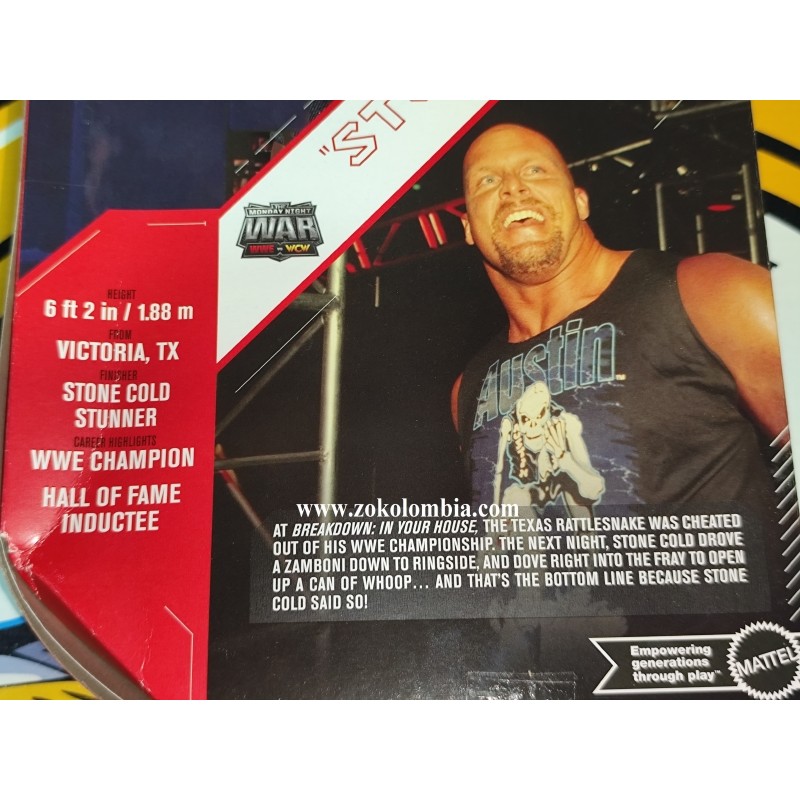 "ST
THE
MONDAY NIGHT
WAR
WWE VS WCW
HEIGHT
6 ft 2 in / 1.88 m
FROM
VICTORIA, TX
FINISHER
STONE COLD
STUNNER
CAREER HIGHLIGHTS
WWE CHAMPION
HALL OF FAME
INDUCTEE
Austin
www.zokolombia.com
AT BREAKDOWN: IN YOUR HOUSE, THE TEXAS RATTLESNAKE WAS CHEATED
OUT OF HIS WWE CHAMPIONSHIP. THE NEXT NIGHT, STONE COLD DROVE
A ZAMBONI DOWN TO RINGSIDE, AND DOVE RIGHT INTO THE FRAY TO OPEN
UP A CAN OF WHOOP... AND THAT'S THE BOTTOM LINE BECAUSE STONE
COLD SAID SO!
Empowering
generations
through play™
MATTEL